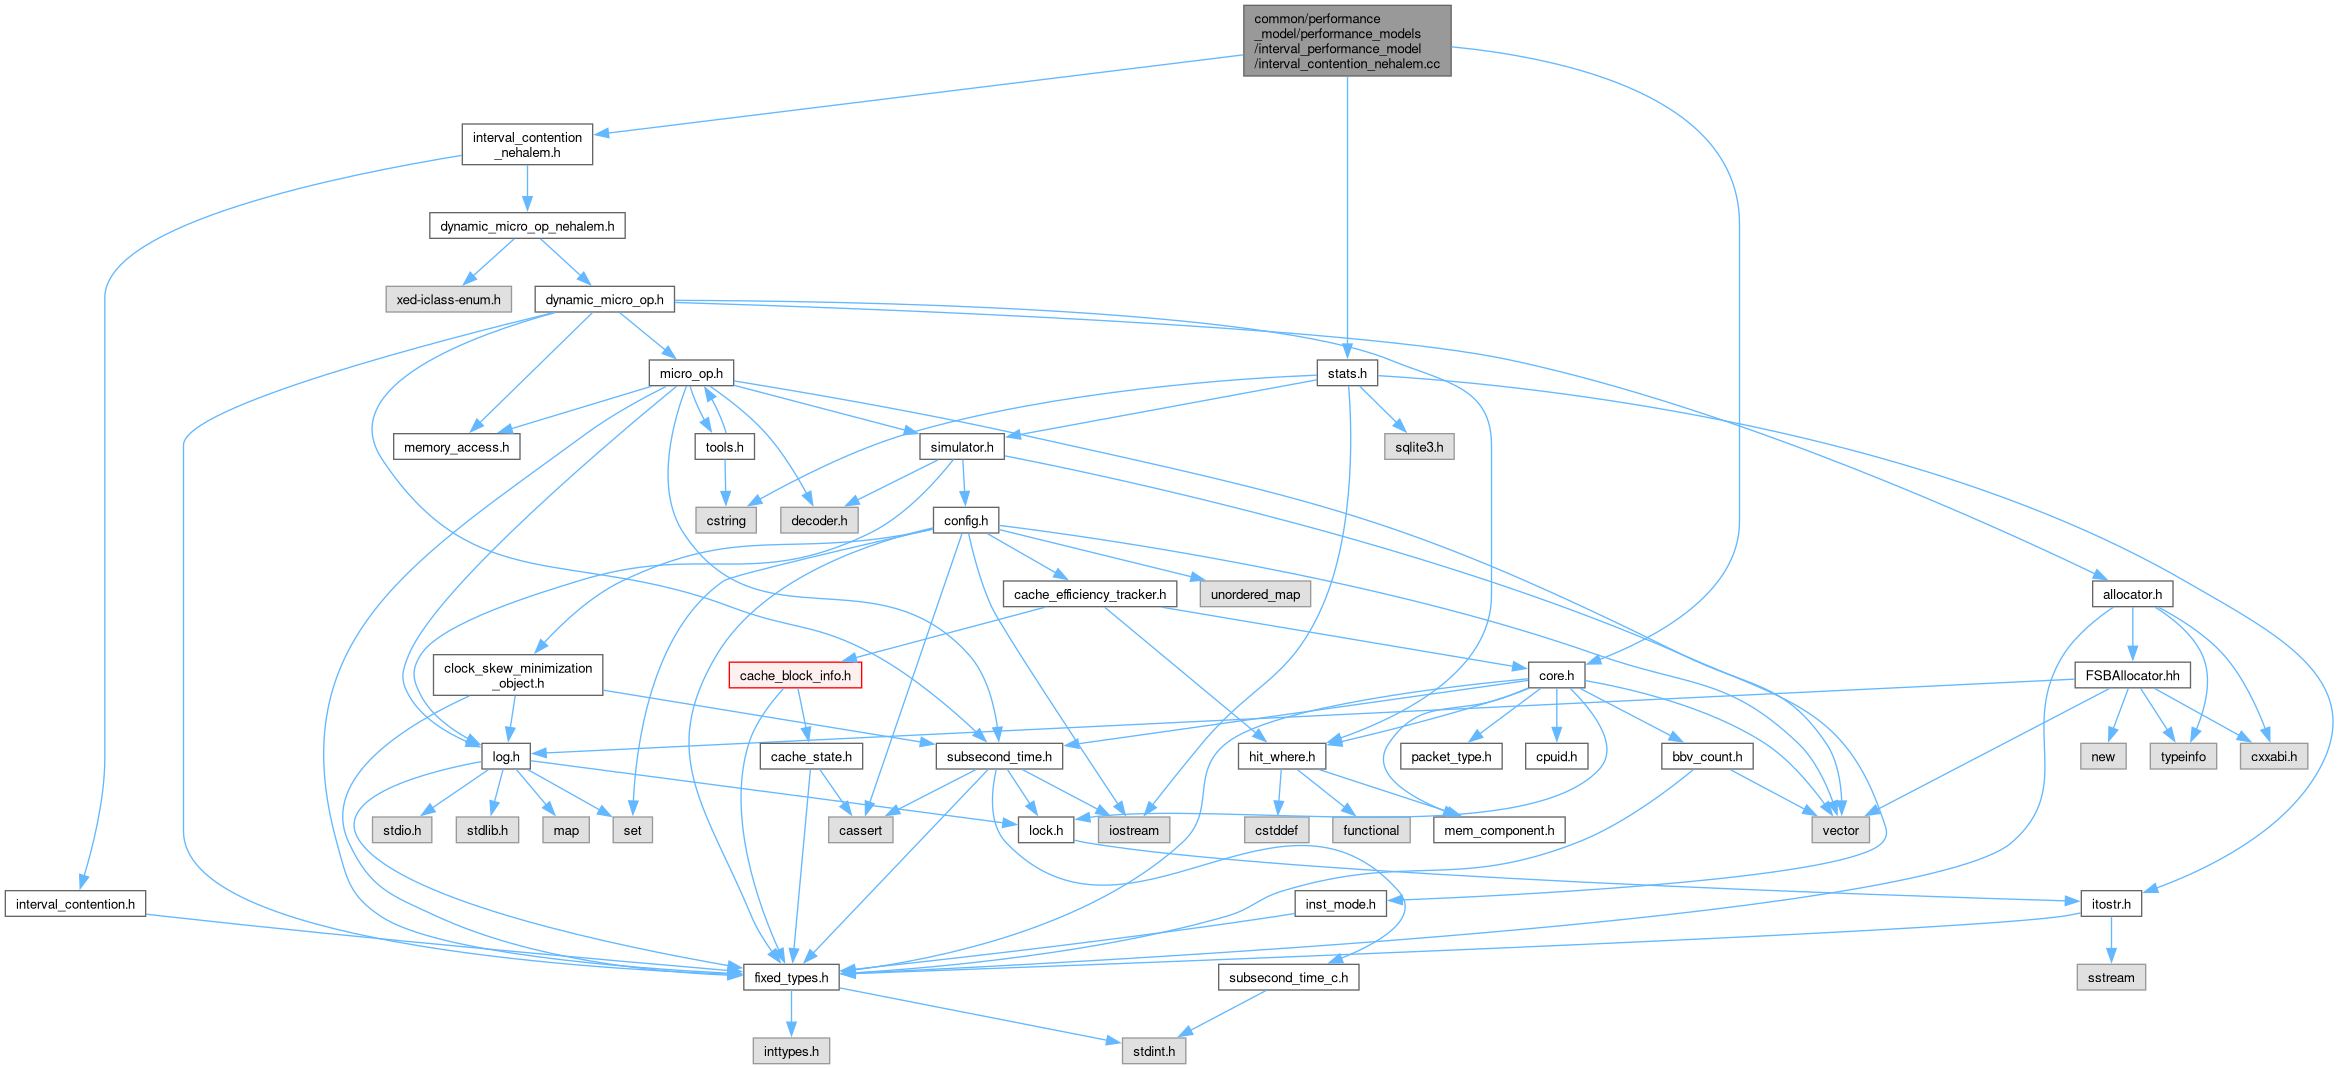 common/performance
_model/performance_models
/interval_performance_model
/interval_contention_nehalem.cc
interval_contention
_nehalem.h
dynamic_micro_op_nehalem.h
xed-iclass-enum.h
dynamic_micro_op.h
micro_op.h
stats.h
memory_access.h
tools.h
simulator.h
sqlite3.h
cstring
decoder.h
config.h
cache_efficiency_tracker.h
unordered_map
allocator.h
clock_skew_minimization
_object.h
cache_block_info.h
core.h
FSBAllocator.hh
log.h
cache_state.h
subsecond_time.h
hit_where.h
packet_type.h
cpuid.h
bbv_count.h
new
typeinfo
cxxabi.h
stdio.h
stdlib.h
map
set
cassert
lock.h
iostream
cstddef
functional
mem_component.h
vector
interval_contention.h
inst_mode.h
itostr.h
fixed_types.h
subsecond_time_c.h
sstream
inttypes.h
stdint.h